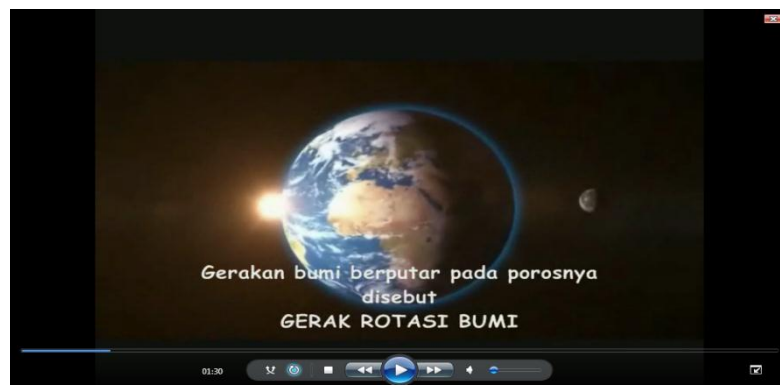 Gerakan bumi berputar pada porosnya
disebut
GERAK ROTASI BUMI
01:30